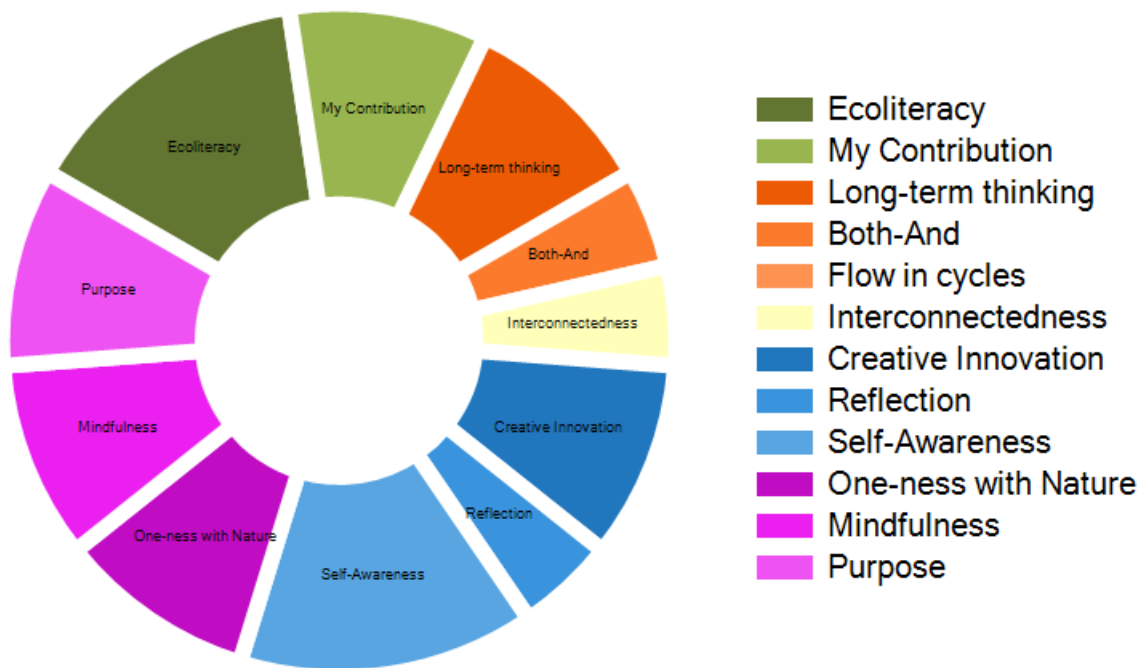 My Contribution
Ecoliteracy
Long-term thinking
Both-And
Purpose
Interconnectedness
Mindfulness
Creative Innovation
Reflection
One-ness with Nature
Self-Awareness
Ecoliteracy
My Contribution
Long-term thinking
Both-And
Flow in cycles
Interconnectedness
Creative Innovation
Reflection
Self-Awareness
One-ness with Nature
Mindfulness
Purpose